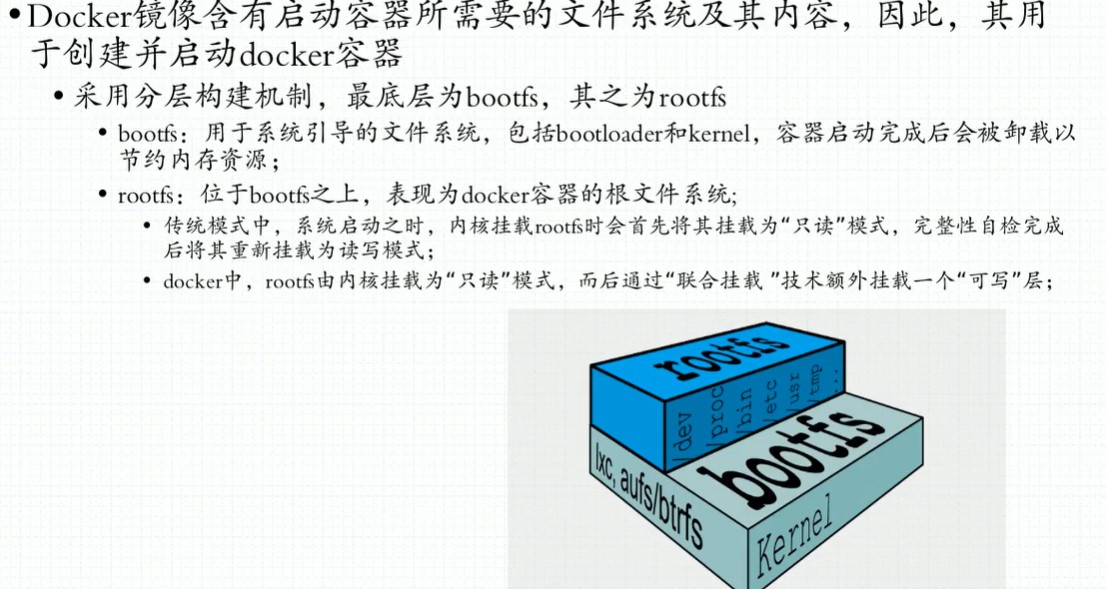 •Docker镜像含有启动容器所需要的文件系统及其内容，因此，其用
于创建并启动docker容器
• 采用分层构建机制，最底层为bootfs，其之为rootfs
• bootfs：用于系统引导的文件系统，包括bootloader和kernel，容器启动完成后会被卸载以
节约内存资源；
• rootfs：位于bootfs之上，表现为docker容器的根文件系统;
• 传统模式中，系统启动之时，内核挂载rootfs时会首先将其挂载为“只读”模式，完整性自检完成
后将其重新挂载为读写模式；
• docker中，rootfs由内核挂载为“只读”模式，而后通过“联合挂载 ”技术额外挂载一个“可写”层；
rootfs
/dev
/proc
/bin
/etc
/usr
/tmp
...
bootfs
lxc, aufs/btrfs
Kernel